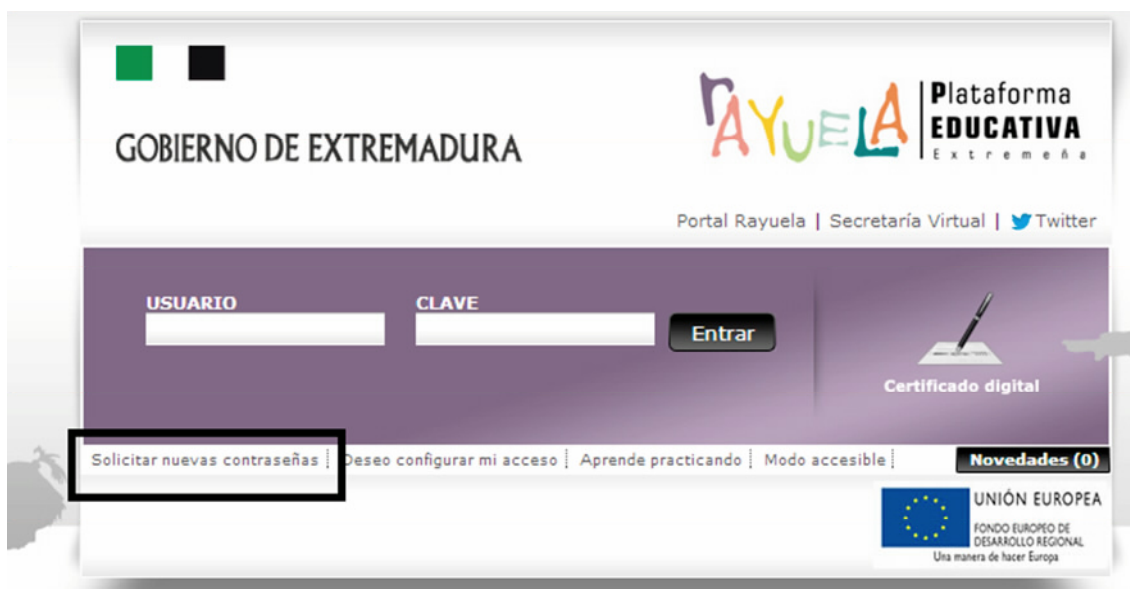 GOBIERNO DE EXTREMADURA
RAYUELA
Plataforma
EDUCATIVA
Extremeña
Portal Rayuela | Secretaría Virtual | Twitter
USUARIO CLAVE
Entrar
Certificado digital
Solicitar nuevas contraseñas Deseo configurar mi acceso Aprende practicando Modo accesible Novedades (0)
UNIÓN EUROPEA
FONDO EUROPEO DE
DESARROLLO REGIONAL
Una manera de hacer Europa